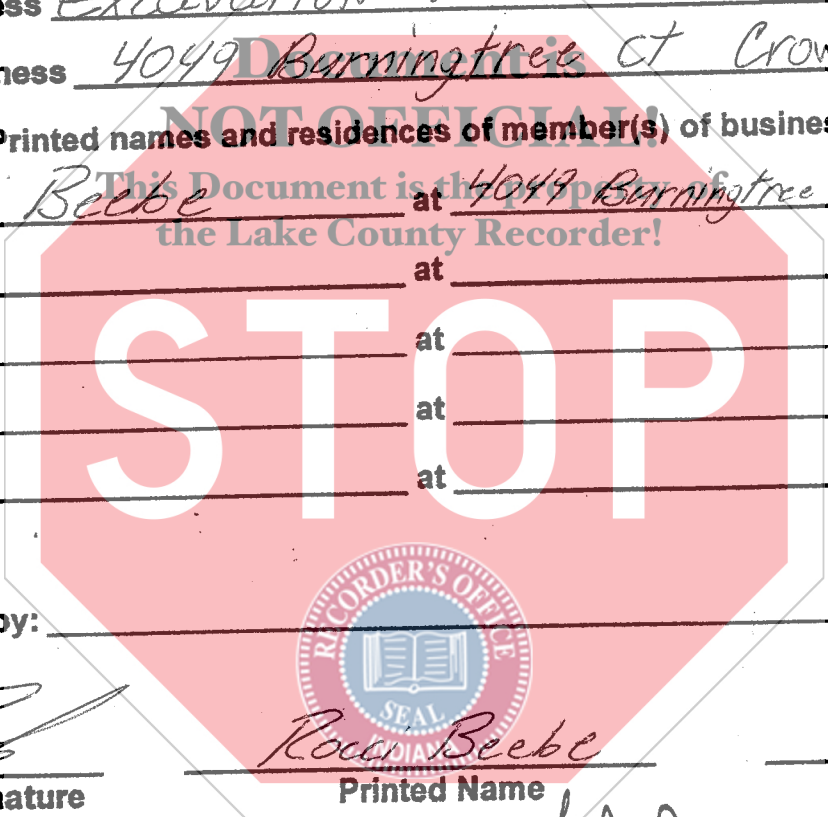 ess Excavation
ness 4049 Burningtree ct Crow
Document is
NOT OFFICIAL!
Printed names and residences of member(s) of busines
This Document is the property of
Beebe at 4049 Burningtree
the Lake County Recorder!
at
at
at
at
STOP
RECORDER'S OFFICE
SEAL
INDIANA
by:
Rocci Beebe
nature Printed Name